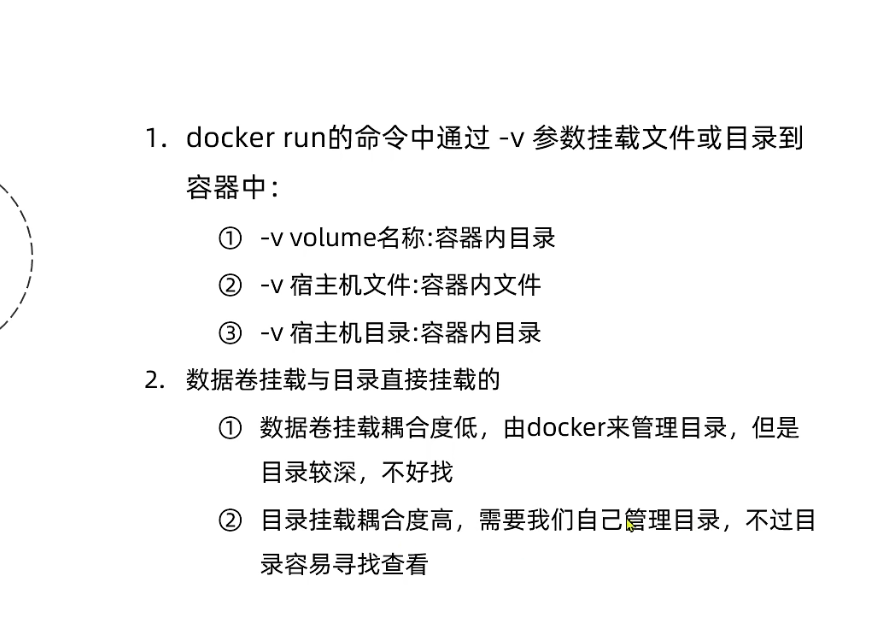 1. docker run的命令中通过 -v 参数挂载文件或目录到
容器中：
① -v volume名称:容器内目录
② -v 宿主机文件:容器内文件
③ -v 宿主机目录:容器内目录
2. 数据卷挂载与目录直接挂载的
① 数据卷挂载耦合度低，由docker来管理目录，但是
目录较深，不好找
② 目录挂载耦合度高，需要我们自己管理目录，不过目
录容易寻找查看